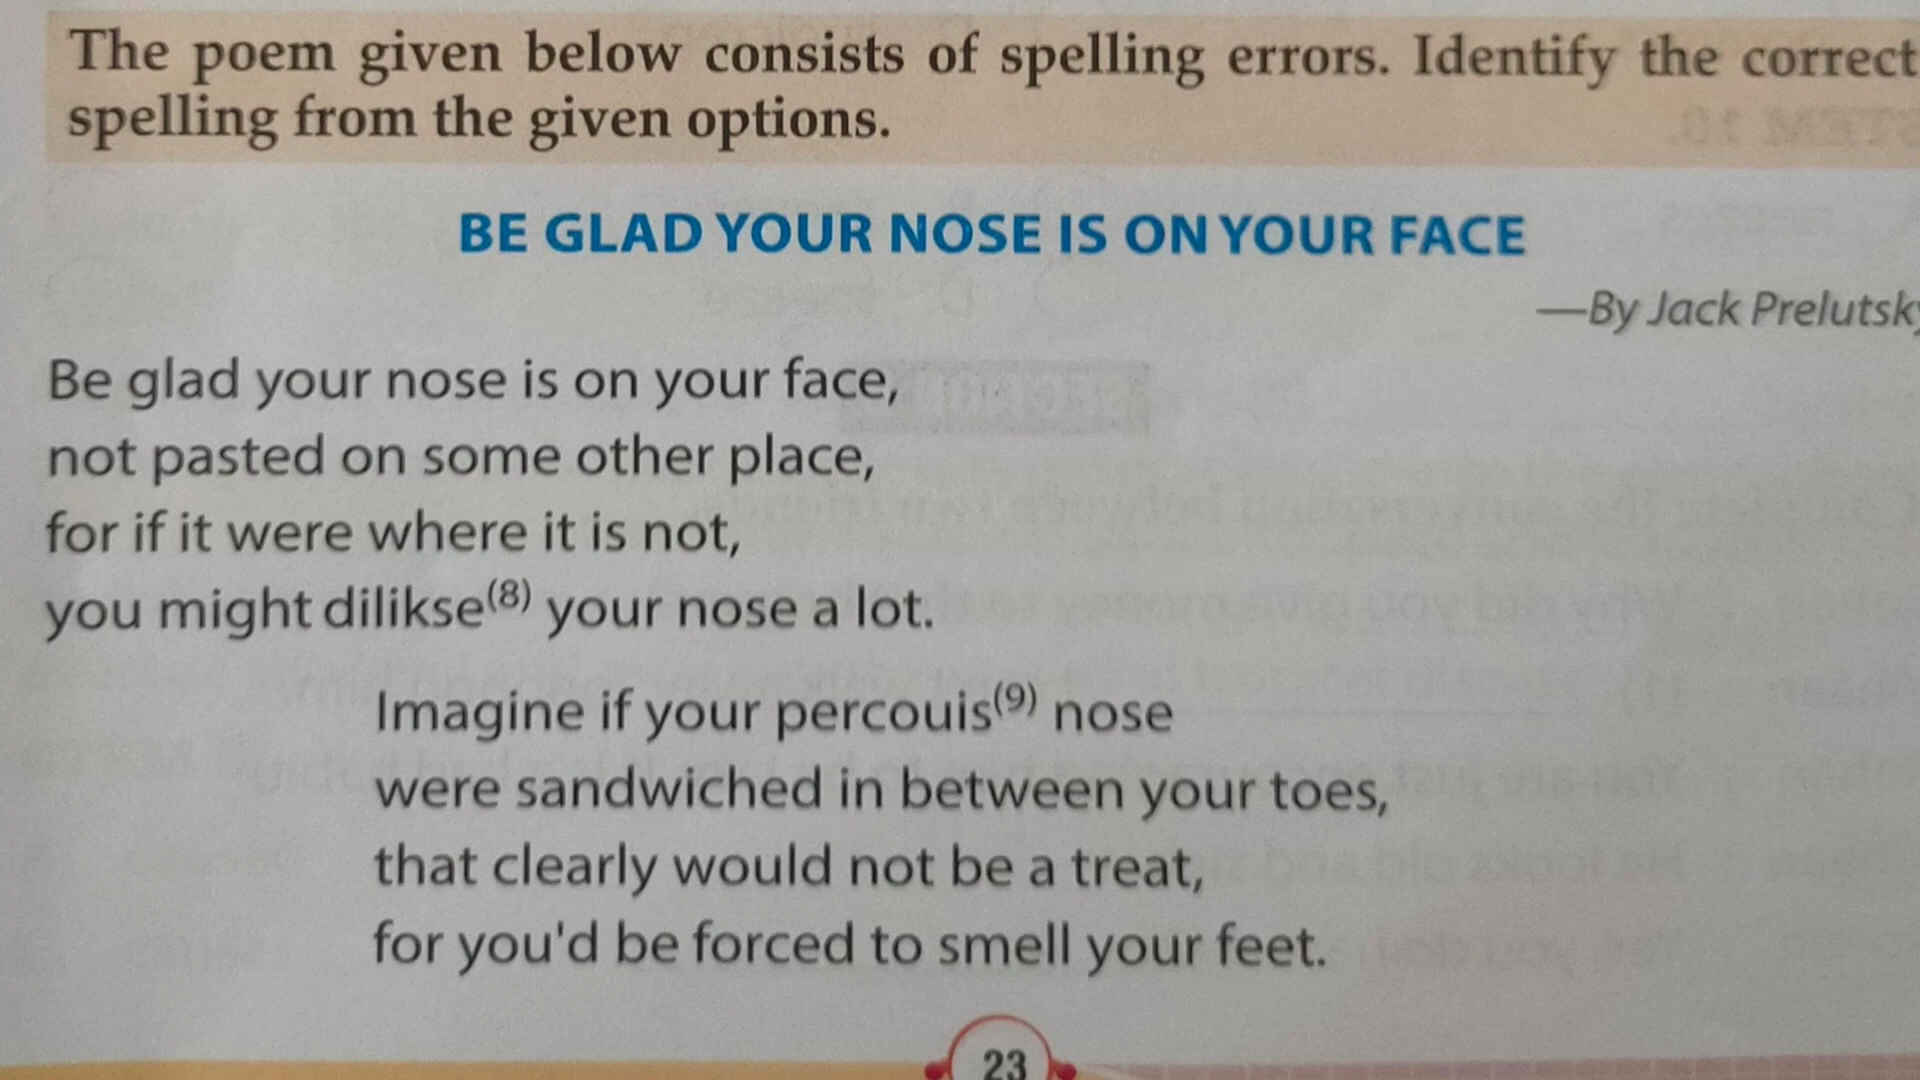 The poem given below consists of spelling errors. Identify the correct
spelling from the given options.
BE GLAD YOUR NOSE IS ON YOUR FACE
—By Jack Prelutsky
Be glad your nose is on your face,
not pasted on some other place,
for if it were where it is not,
you might dilikse(8) your nose a lot.
Imagine if your percouis(9) nose
were sandwiched in between your toes,
that clearly would not be a treat,
for you'd be forced to smell your feet.
23